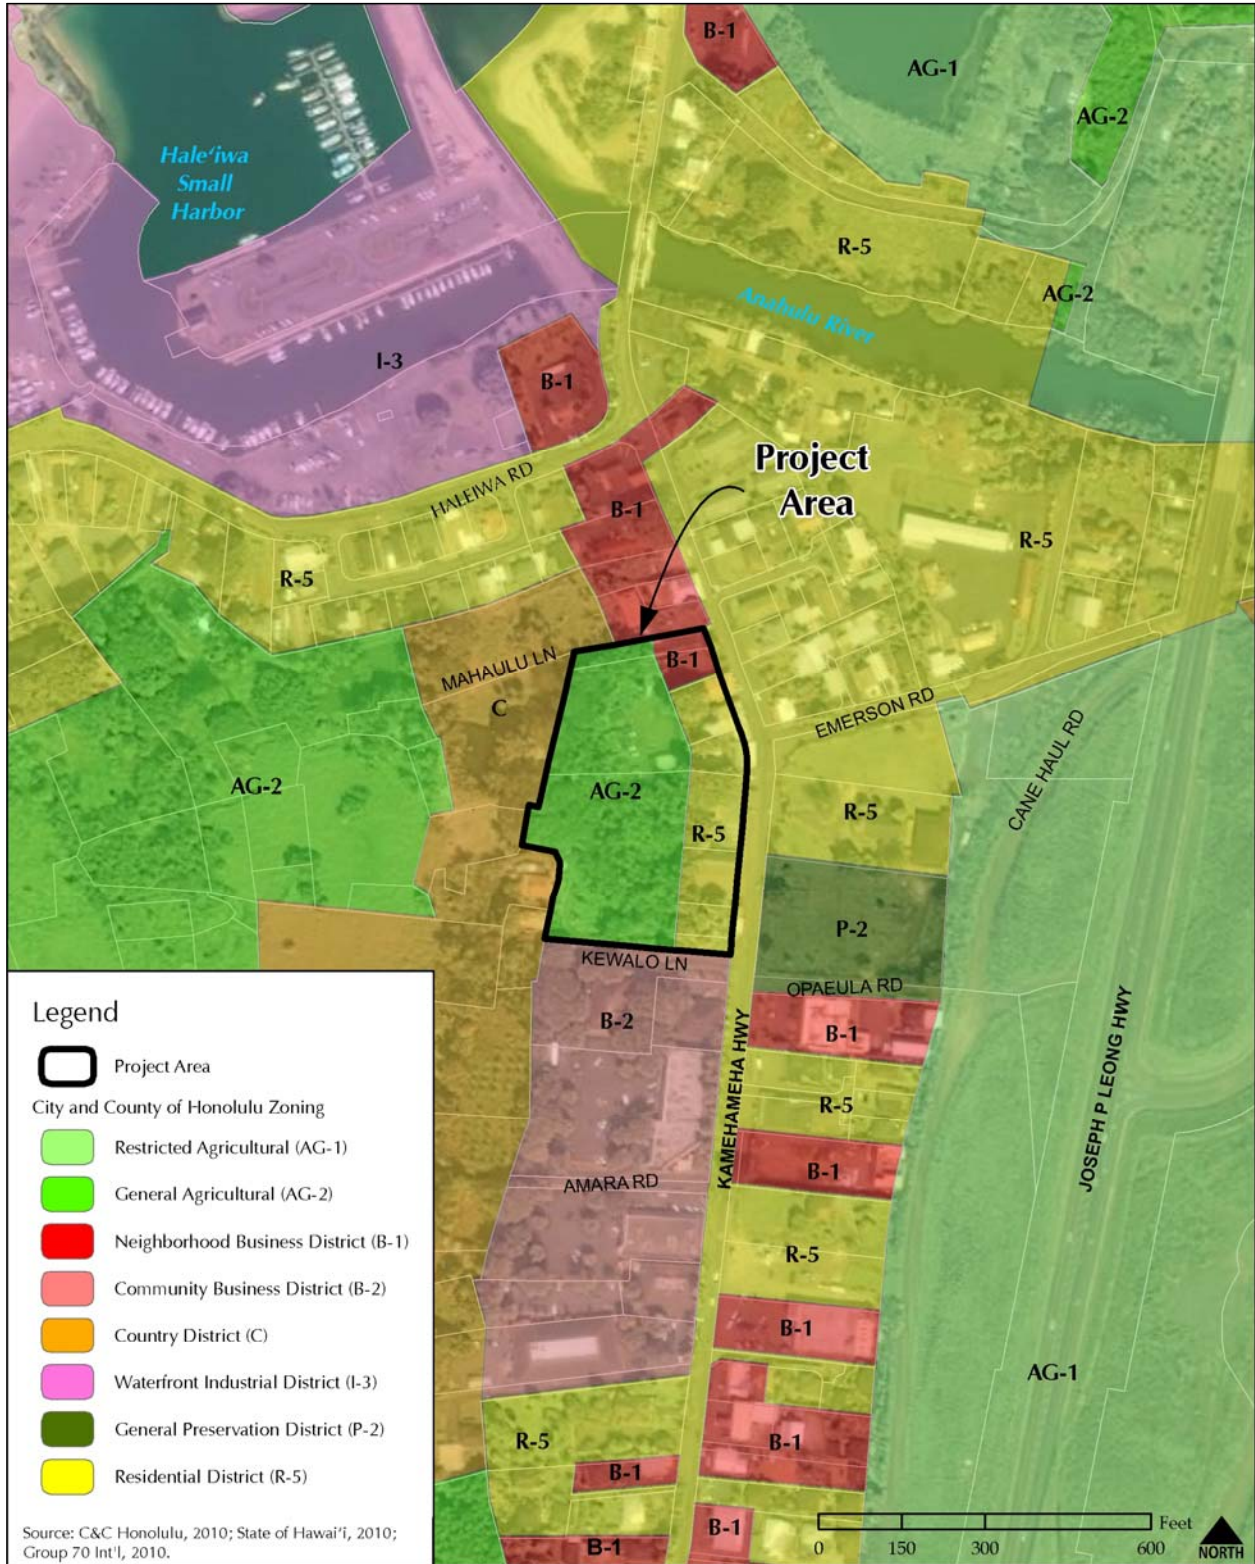 B-1
AG-1
AG-2
Haleʻiwa
Small
Harbor
R-5
AG-2
Anahulu River
I-3
B-1
Project
Area
HALEIWA RD
B-1
R-5
R-5
B-1
MAHAULU LN
C
EMERSON RD
CANE HAUL RD
AG-2
AG-2
R-5
R-5
P-2
KEWALO LN
OPAEULA RD
B-2
B-1
KAMEHAMEHA HWY
JOSEPH P LEONG HWY
R-5
B-1
AMARA RD
R-5
B-1
AG-1
R-5
B-1
B-1
B-1
B-1
Legend
Project Area
City and County of Honolulu Zoning
Restricted Agricultural (AG-1)
General Agricultural (AG-2)
Neighborhood Business District (B-1)
Community Business District (B-2)
Country District (C)
Waterfront Industrial District (I-3)
General Preservation District (P-2)
Residential District (R-5)
Source: C&C Honolulu, 2010; State of Hawaiʻi, 2010;
Group 70 Int'l, 2010.
Feet
0 150 300 600
NORTH